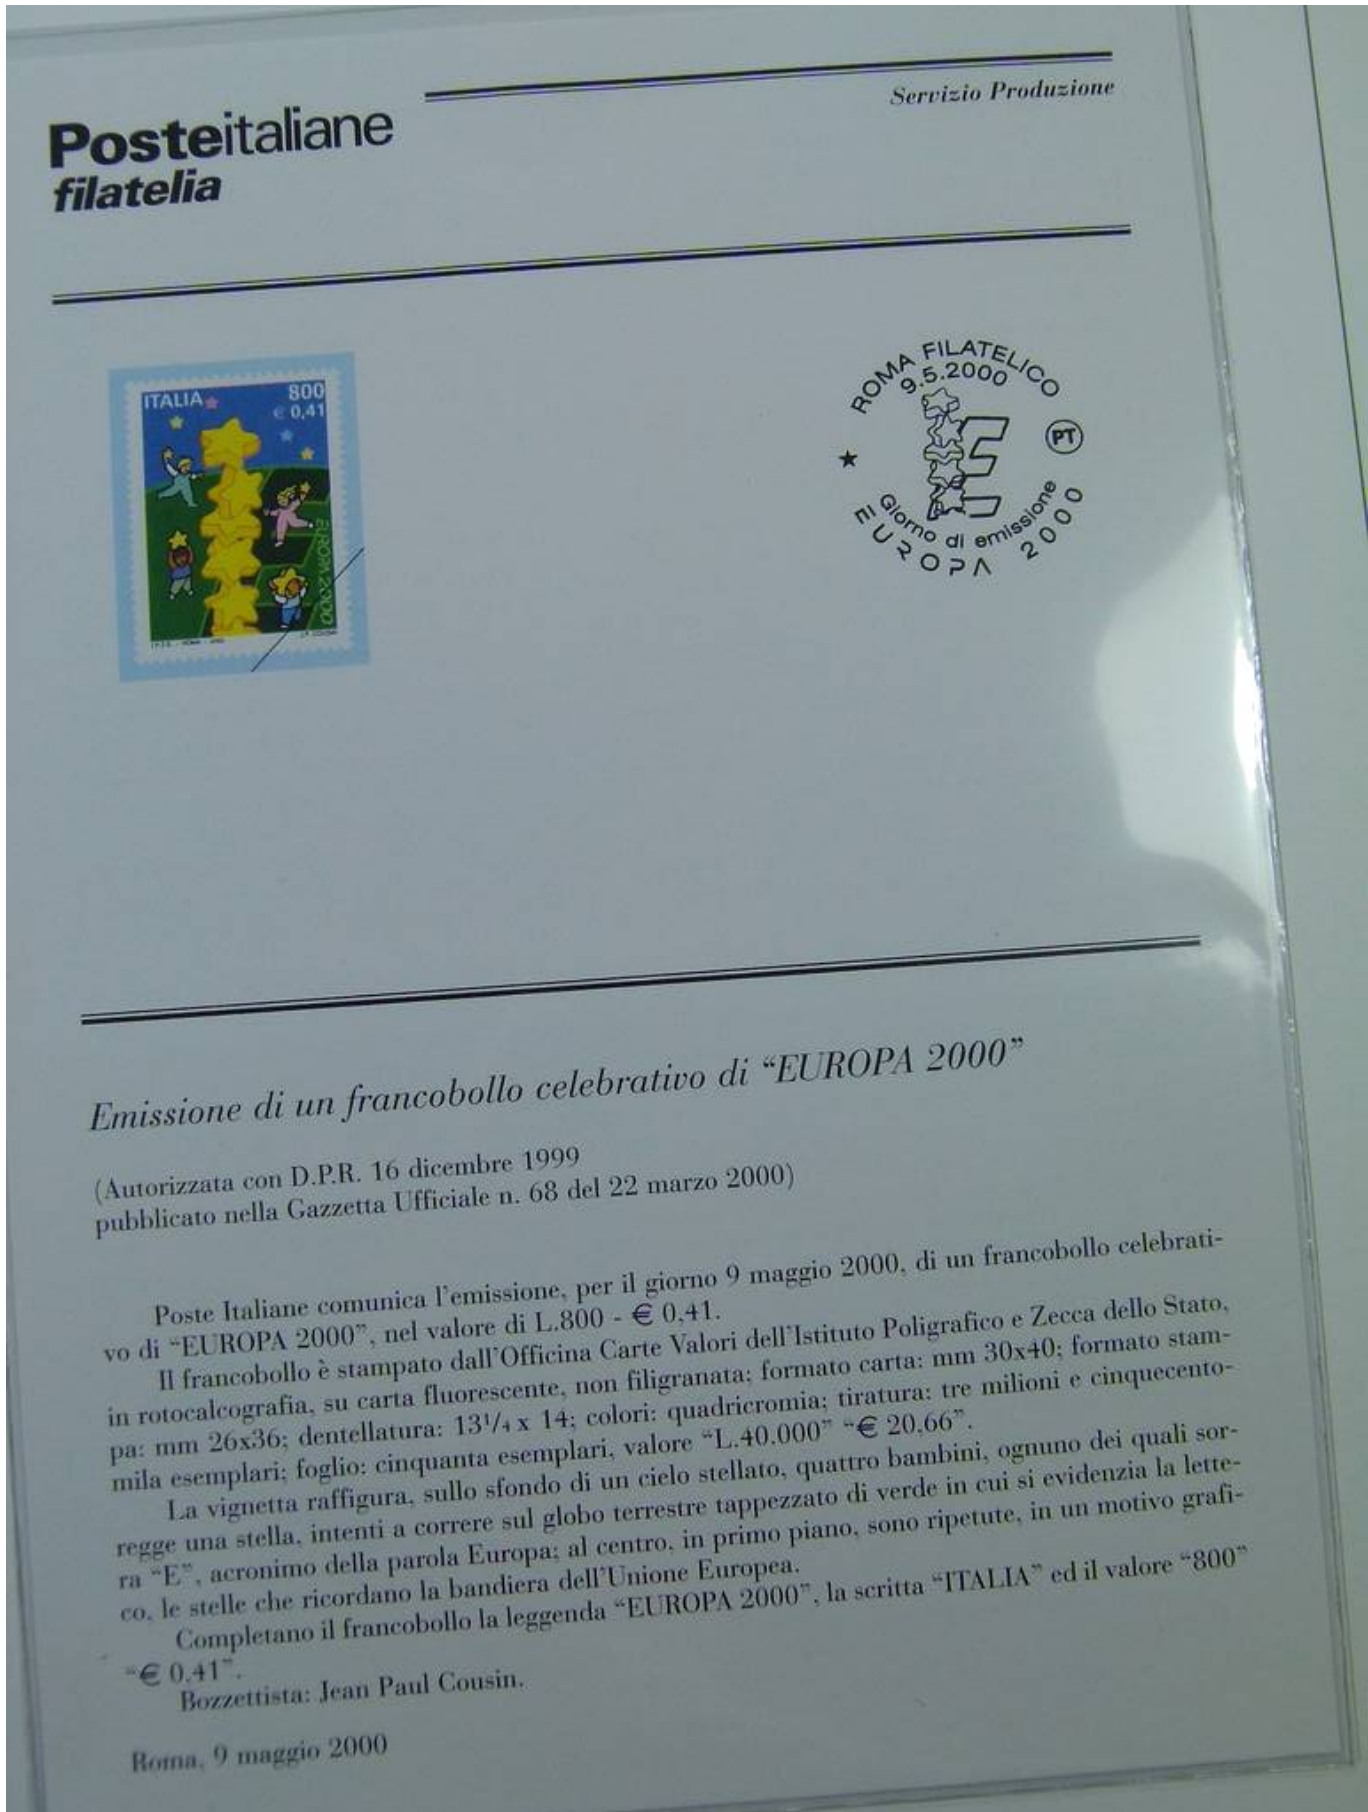 Servizio Produzione
Posteitaliane
filatelia
ITALIA 800
€ 0,41
EUROPA 2000
ROMA FILATELICO
9.5.2000
PT
Giorno di emissione
EUROPA 2000
Emissione di un francobollo celebrativo di “EUROPA 2000”
(Autorizzata con D.P.R. 16 dicembre 1999
pubblicato nella Gazzetta Ufficiale n. 68 del 22 marzo 2000)
Poste Italiane comunica l'emissione, per il giorno 9 maggio 2000, di un francobollo celebrati-
vo di “EUROPA 2000”, nel valore di L.800 - € 0,41.
Il francobollo è stampato dall'Officina Carte Valori dell'Istituto Poligrafico e Zecca dello Stato,
in rotocalcografia, su carta fluorescente, non filigranata; formato carta: mm 30x40; formato stam-
pa: mm 26x36; dentellatura: 13¹/₄ x 14; colori: quadricromia; tiratura: tre milioni e cinquecento-
mila esemplari; foglio: cinquanta esemplari, valore “L.40.000” “€ 20,66”.
La vignetta raffigura, sullo sfondo di un cielo stellato, quattro bambini, ognuno dei quali sor-
regge una stella, intenti a correre sul globo terrestre tappezzato di verde in cui si evidenzia la lette-
ra “E”, acronimo della parola Europa; al centro, in primo piano, sono ripetute, in un motivo grafi-
co, le stelle che ricordano la bandiera dell'Unione Europea.
Completano il francobollo la leggenda “EUROPA 2000”, la scritta “ITALIA” ed il valore “800”
“€ 0,41”.
Bozzettista: Jean Paul Cousin.
Roma, 9 maggio 2000